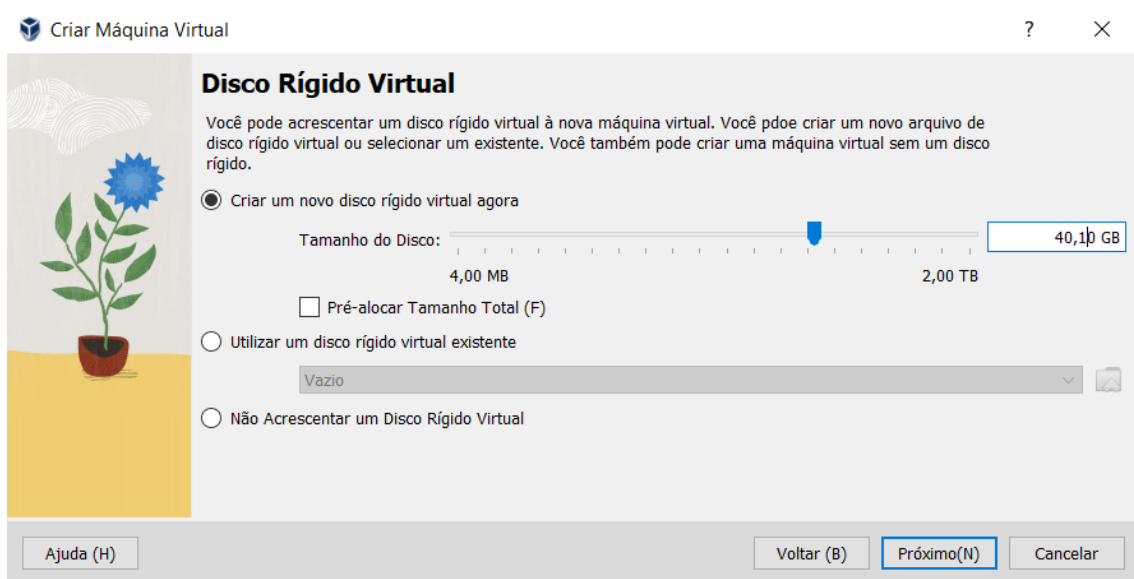 Criar Máquina Virtual
?
Disco Rígido Virtual
Você pode acrescentar um disco rígido virtual à nova máquina virtual. Você pdoe criar um novo arquivo de
disco rígido virtual ou selecionar um existente. Você também pode criar uma máquina virtual sem um disco
rígido.
Criar um novo disco rígido virtual agora
Tamanho do Disco:
40,10 GB
4,00 MB
2,00 TB
Pré-alocar Tamanho Total (F)
Utilizar um disco rígido virtual existente
Vazio
Não Acrescentar um Disco Rígido Virtual
Ajuda (H)
Voltar (B)
Próximo(N)
Cancelar